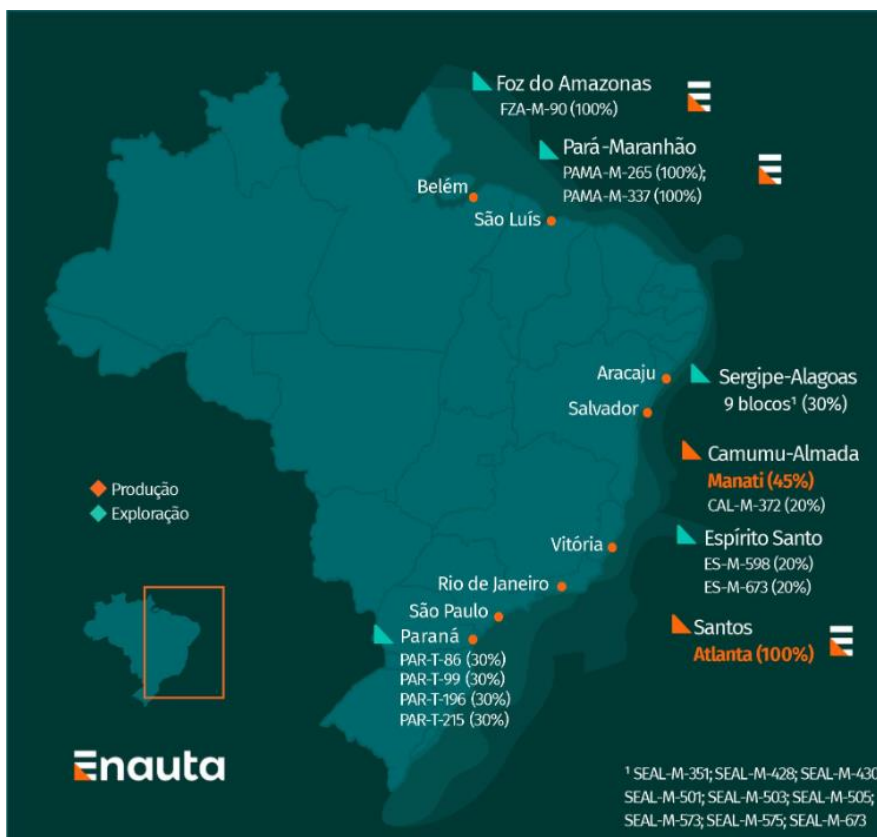 Foz do Amazonas
FZA-M-90 (100%)
Pará-Maranhão
PAMA-M-265 (100%);
PAMA-M-337 (100%)
Belém
São Luís
Aracaju
Salvador
Sergipe-Alagoas
9 blocos¹ (30%)
Camumu-Almada
Manati (45%)
CAL-M-372 (20%)
Produção
Exploração
Vitória
Espírito Santo
ES-M-598 (20%)
ES-M-673 (20%)
Rio de Janeiro
São Paulo
Santos
Atlanta (100%)
Paraná
PAR-T-86 (30%)
PAR-T-99 (30%)
PAR-T-196 (30%)
PAR-T-215 (30%)
Enauta
¹ SEAL-M-351; SEAL-M-428; SEAL-M-430
SEAL-M-501; SEAL-M-503; SEAL-M-505;
SEAL-M-573; SEAL-M-575; SEAL-M-673